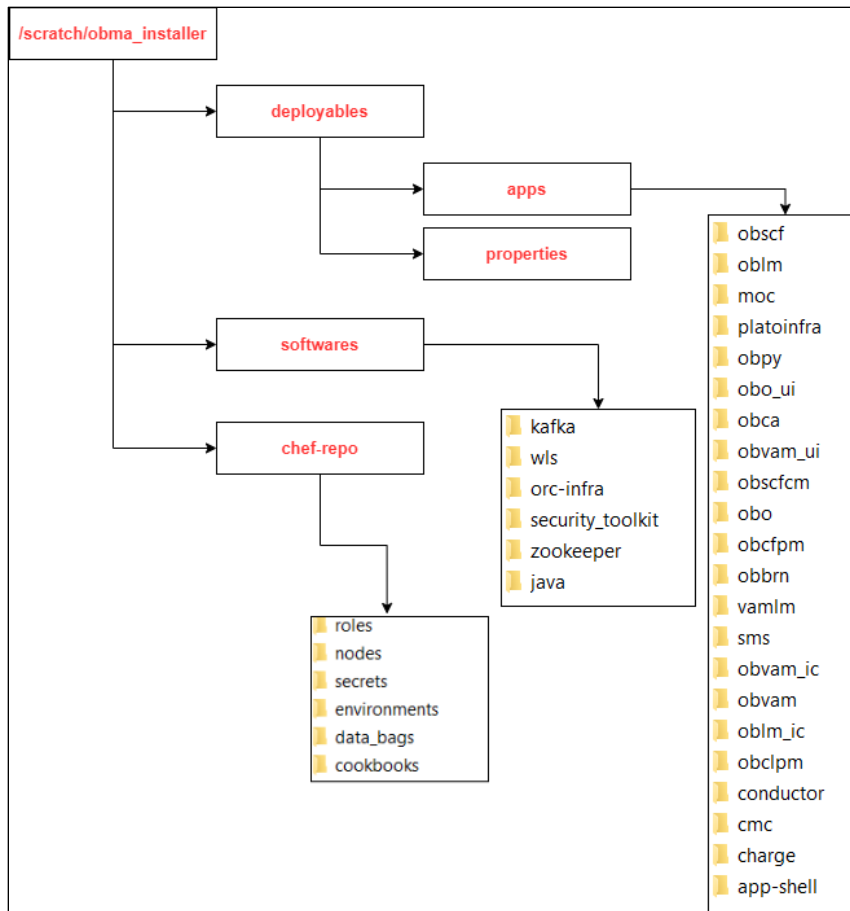 /scratch/obma_installer
deployables
apps
properties
softwares
chef-repo
kafka
wls
orc-infra
security_toolkit
zookeeper
java
roles
nodes
secrets
environments
data_bags
cookbooks
obscf
oblm
moc
platoinfra
obpy
obo_ui
obca
obvam_ui
obscfcm
obo
obcfpm
obbrn
vamlm
sms
obvam_ic
obvam
oblm_ic
obclpm
conductor
cmc
charge
app-shell